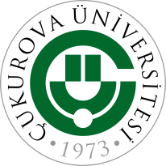 ÇUKUROVA ÜNİVERSİTESİ
• 1973 •